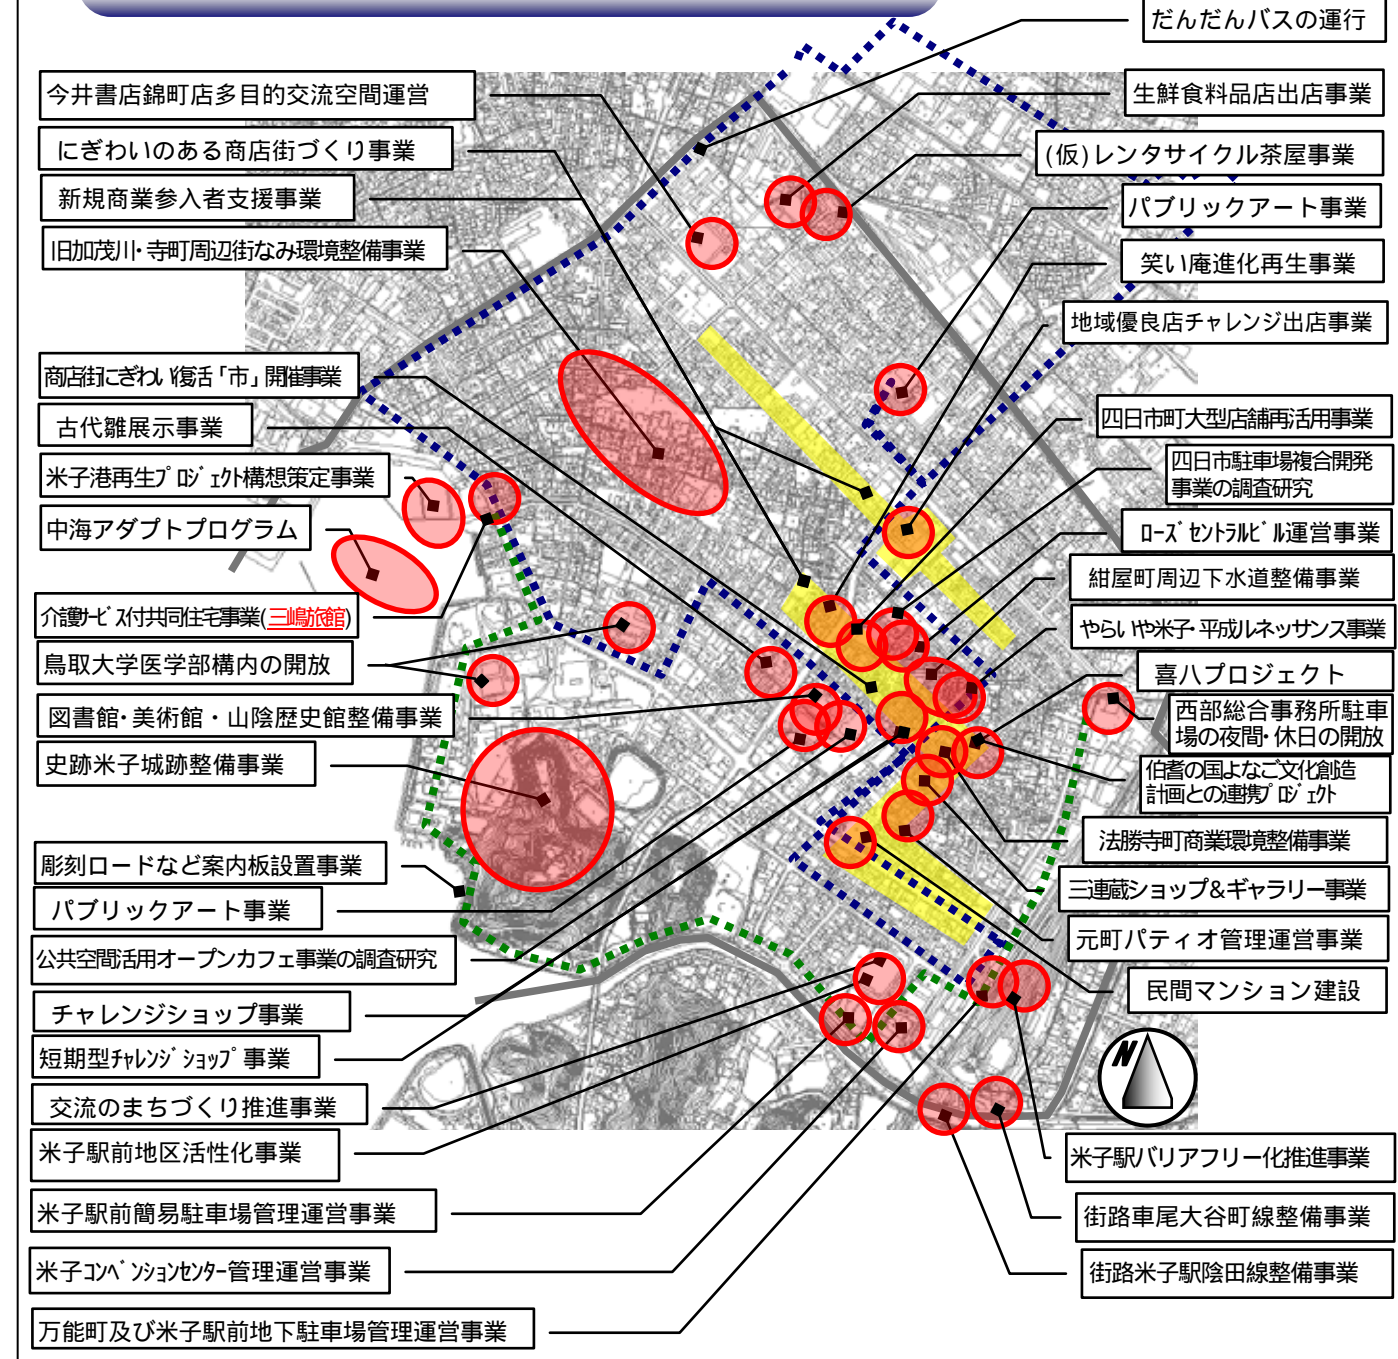 だんだんバスの運行
今井書店錦町店多目的交流空間運営
生鮮食料品店出店事業
にぎわいのある商店街づくり事業
(仮)レンタサイクル茶屋事業
新規商業参入者支援事業
パブリックアート事業
旧加茂川・寺町周辺街なみ環境整備事業
笑い庵進化再生事業
地域優良店チャレンジ出店事業
商店街にぎわい復活「市」開催事業
古代雛展示事業
四日市町大型店舗再活用事業
米子港再生プロジェクト構想策定事業
四日市駐車場複合開発
事業の調査研究
中海アダプトプログラム
ローズセントラルビル運営事業
紺屋町周辺下水道整備事業
介護サービス付共同住宅事業(三嶋旅館)
やらいや米子・平成ルネッサンス事業
鳥取大学医学部構内の開放
喜八プロジェクト
図書館・美術館・山陰歴史館整備事業
西部総合事務所駐車
場の夜間・休日の開放
史跡米子城跡整備事業
伯耆の国よなご文化創造
計画との連携プロジェクト
法勝寺町商業環境整備事業
彫刻ロードなど案内板設置事業
三連蔵ショップ&ギャラリー事業
パブリックアート事業
元町パティオ管理運営事業
公共空間活用オープンカフェ事業の調査研究
民間マンション建設
チャレンジショップ事業
短期型チャレンジショップ事業
N
交流のまちづくり推進事業
米子駅前地区活性化事業
米子駅バリアフリー化推進事業
米子駅前簡易駐車場管理運営事業
街路車尾大谷町線整備事業
米子コンベンションセンター管理運営事業
街路米子駅陰田線整備事業
万能町及び米子駅前地下駐車場管理運営事業